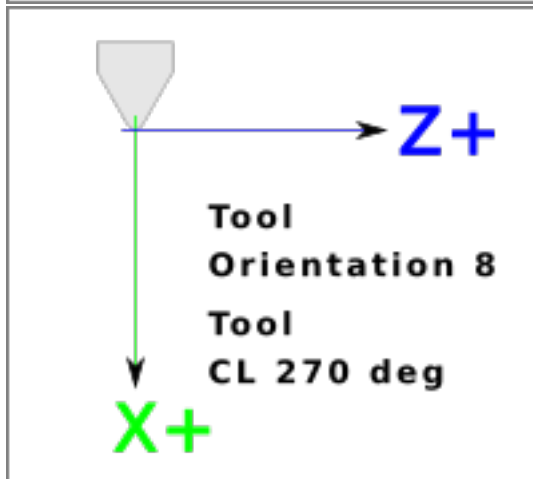 Z+
Tool
Orientation 8
Tool
CL 270 deg
X+